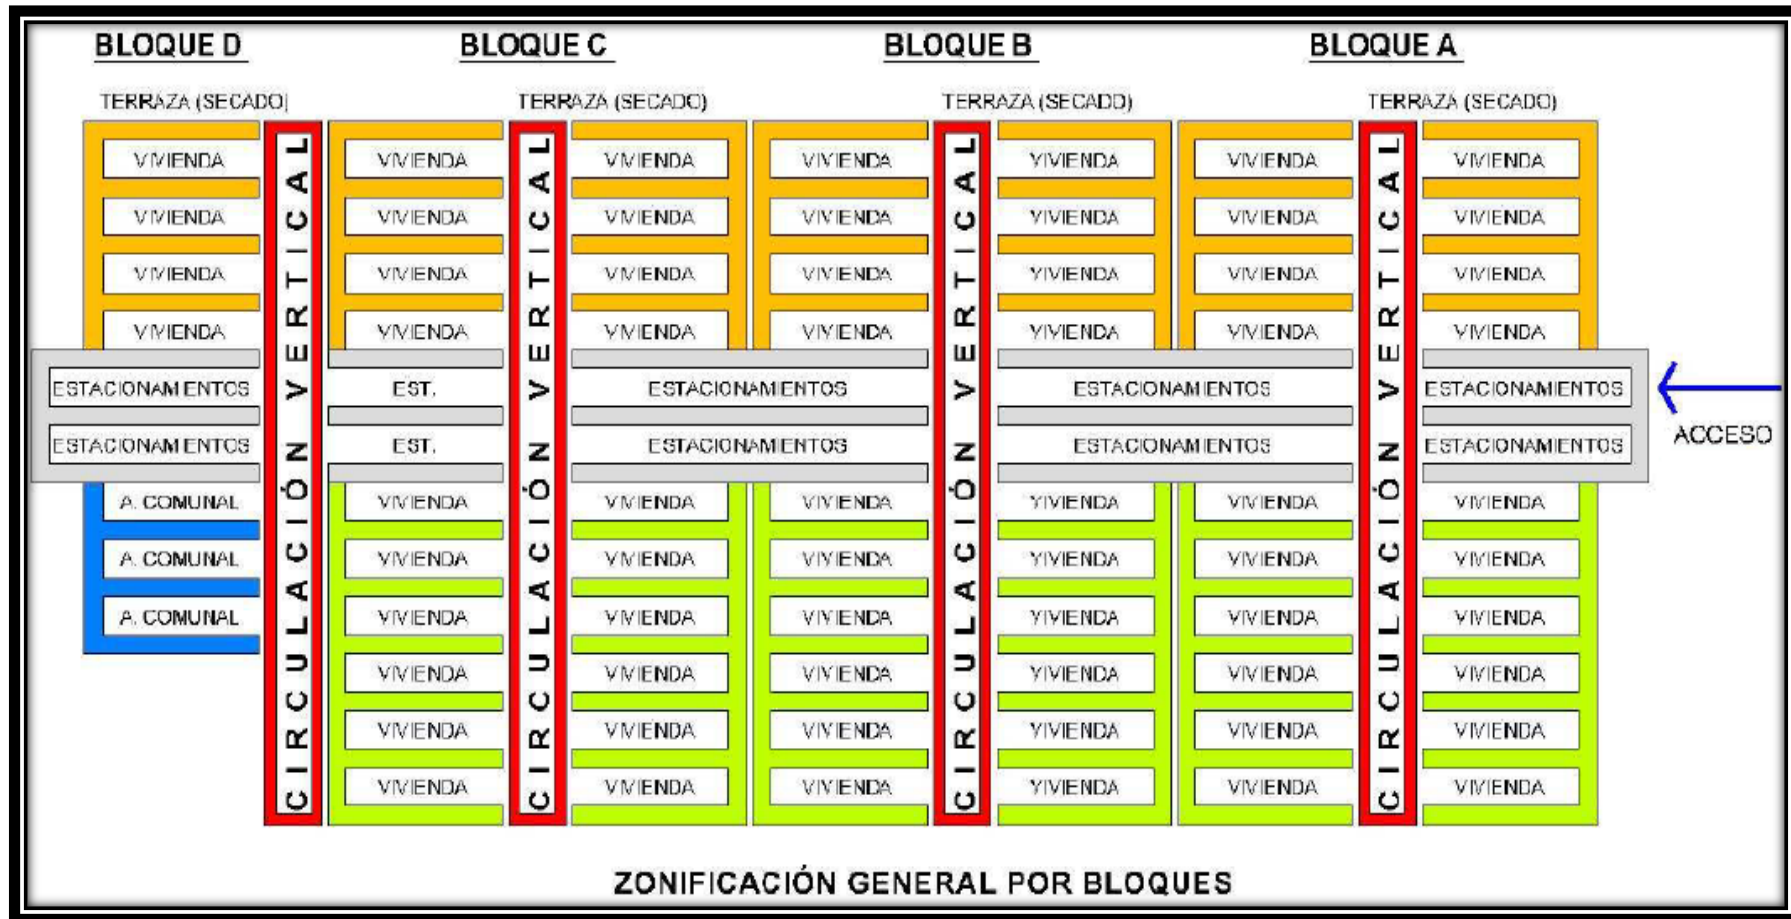 BLOQUE D BLOQUE C BLOQUE B BLOQUE A
TERRAZA (SECADO) TERRAZA (SECADO) TERRAZA (SECADO) TERRAZA (SECADO)
CIRCULACIÓN VERTICAL CIRCULACIÓN VERTICAL CIRCULACIÓN VERTICAL CIRCULACIÓN VERTICAL
VIVIENDA VIVIENDA VIVIENDA VIVIENDA VIVIENDA VIVIENDA VIVIENDA
VIVIENDA VIVIENDA VIVIENDA VIVIENDA VIVIENDA VIVIENDA VIVIENDA
VIVIENDA VIVIENDA VIVIENDA VIVIENDA VIVIENDA VIVIENDA VIVIENDA
VIVIENDA VIVIENDA VIVIENDA VIVIENDA VIVIENDA VIVIENDA VIVIENDA
ESTACIONAMIENTOS EST. ESTACIONAMIENTOS ESTACIONAMIENTOS ESTACIONAMIENTOS
ACCESO
ESTACIONAMIENTOS EST. ESTACIONAMIENTOS ESTACIONAMIENTOS ESTACIONAMIENTOS
A. COMUNAL VIVIENDA VIVIENDA VIVIENDA VIVIENDA VIVIENDA VIVIENDA
A. COMUNAL VIVIENDA VIVIENDA VIVIENDA VIVIENDA VIVIENDA VIVIENDA
A. COMUNAL VIVIENDA VIVIENDA VIVIENDA VIVIENDA VIVIENDA VIVIENDA
VIVIENDA VIVIENDA VIVIENDA VIVIENDA VIVIENDA VIVIENDA
VIVIENDA VIVIENDA VIVIENDA VIVIENDA VIVIENDA VIVIENDA
VIVIENDA VIVIENDA VIVIENDA VIVIENDA VIVIENDA VIVIENDA
ZONIFICACIÓN GENERAL POR BLOQUES